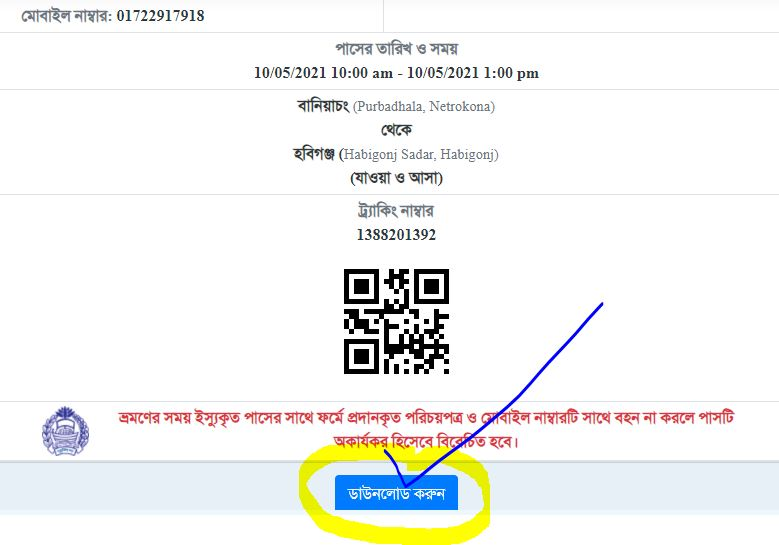 মোবাইল নাম্বার: 01722917918
পাসের তারিখ ও সময়
10/05/2021 10:00 am - 10/05/2021 1:00 pm
বানিয়াচং (Purbadhala, Netrokona)
থেকে
হবিগঞ্জ (Habigonj Sadar, Habigonj)
(যাওয়া ও আসা)
ট্র্যাকিং নাম্বার
1388201392
ভ্রমণের সময় ইস্যুকৃত পাসের সাথে ফর্মে প্রদানকৃত পরিচয়পত্র ও মোবাইল নাম্বারটি সাথে বহন না করলে পাসটি
অকার্যকর হিসেবে বিবেচিত হবে।
ডাউনলোড করুন